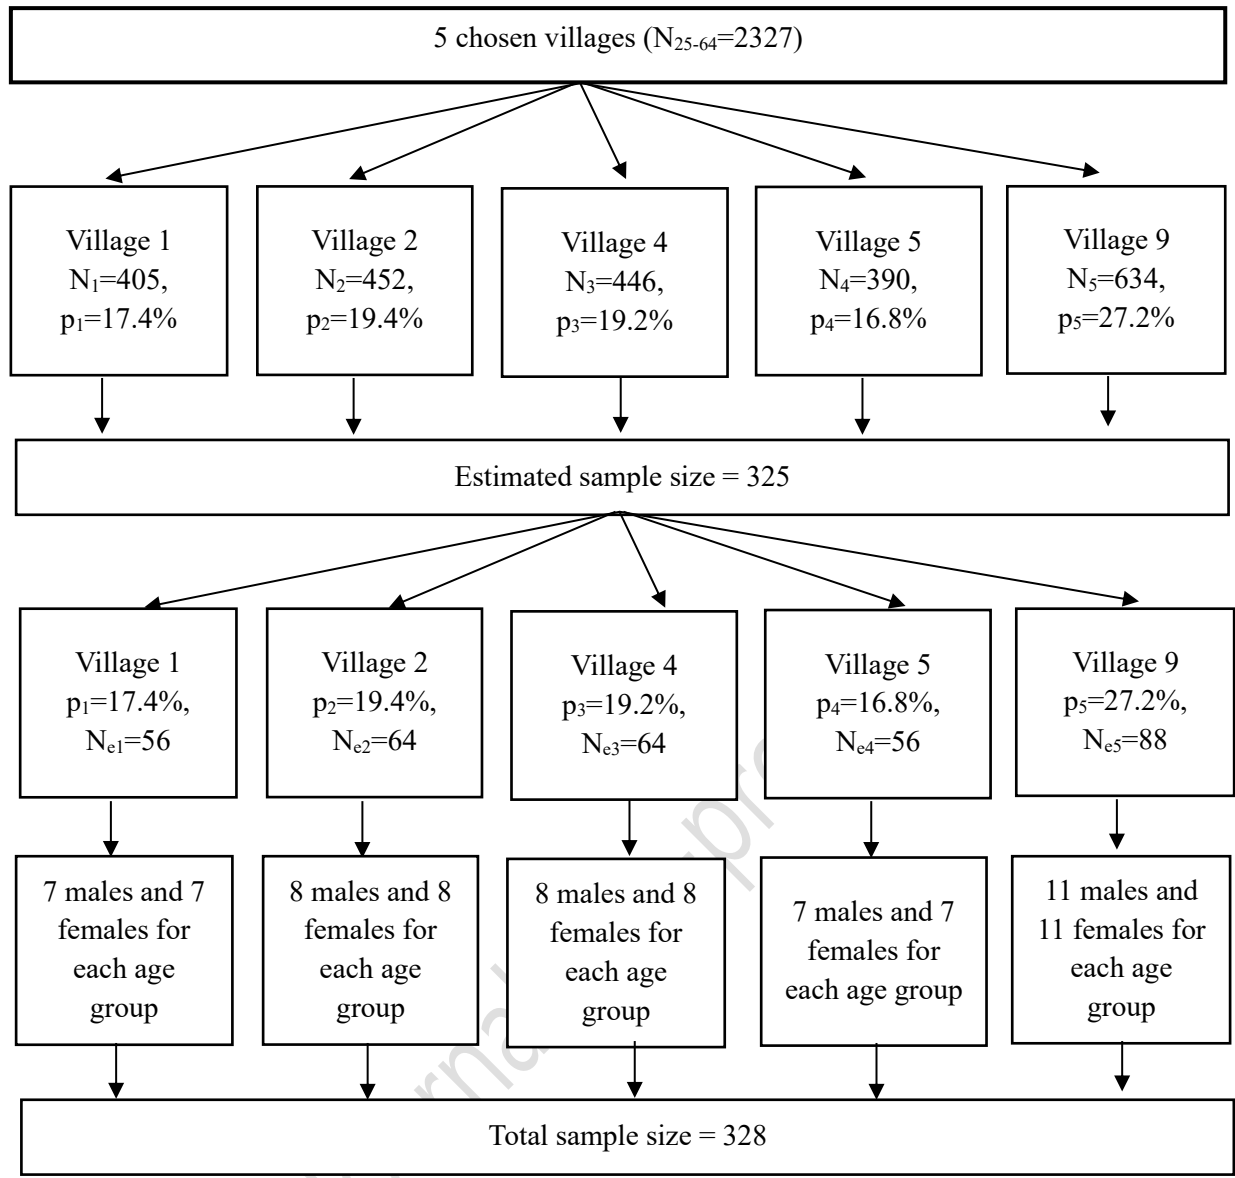 5 chosen villages (N25-64=2327)
Village 1
N1=405,
p1=17.4%
Village 2
N2=452,
p2=19.4%
Village 4
N3=446,
p3=19.2%
Village 5
N4=390,
p4=16.8%
Village 9
N5=634,
p5=27.2%
Estimated sample size = 325
Village 1
p1=17.4%,
Ne1=56
Village 2
p2=19.4%,
Ne2=64
Village 4
p3=19.2%,
Ne3=64
Village 5
p4=16.8%,
Ne4=56
Village 9
p5=27.2%,
Ne5=88
7 males and 7
females for
each age
group
8 males and 8
females for
each age
group
8 males and 8
females for
each age
group
7 males and 7
females for
each age group
11 males and
11 females for
each age
group
Total sample size = 328